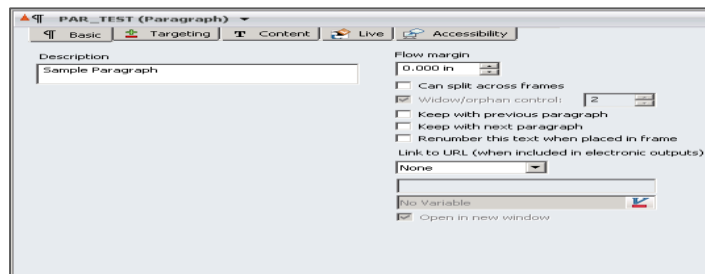 PAR_TEST (Paragraph)
Basic Targeting Content Live Accessibility
Description
Sample Paragraph
Flow margin
0.000 in
Can split across frames
Widow/orphan control: 2
Keep with previous paragraph
Keep with next paragraph
Renumber this text when placed in frame
Link to URL (when included in electronic outputs)
None
No Variable
Open in new window